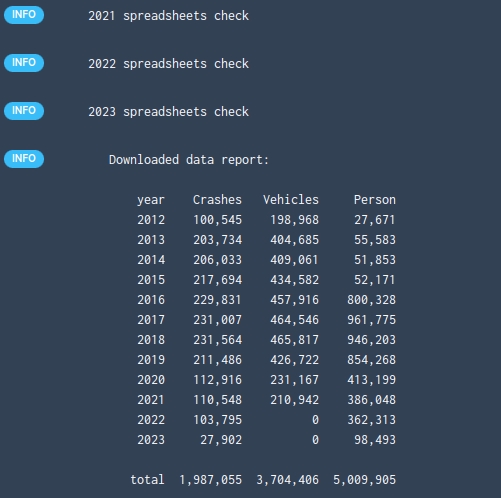 INFO 2021 spreadsheets check
INFO 2022 spreadsheets check
INFO 2023 spreadsheets check
INFO Downloaded data report:
year Crashes Vehicles Person
2012 100,545 198,968 27,671
2013 203,734 404,685 55,583
2014 206,033 409,061 51,853
2015 217,694 434,582 52,171
2016 229,831 457,916 800,328
2017 231,007 464,546 961,775
2018 231,564 465,817 946,203
2019 211,486 426,722 854,268
2020 112,916 231,167 413,199
2021 110,548 210,942 386,048
2022 103,795 0 362,313
2023 27,902 0 98,493
total 1,987,055 3,704,406 5,009,905